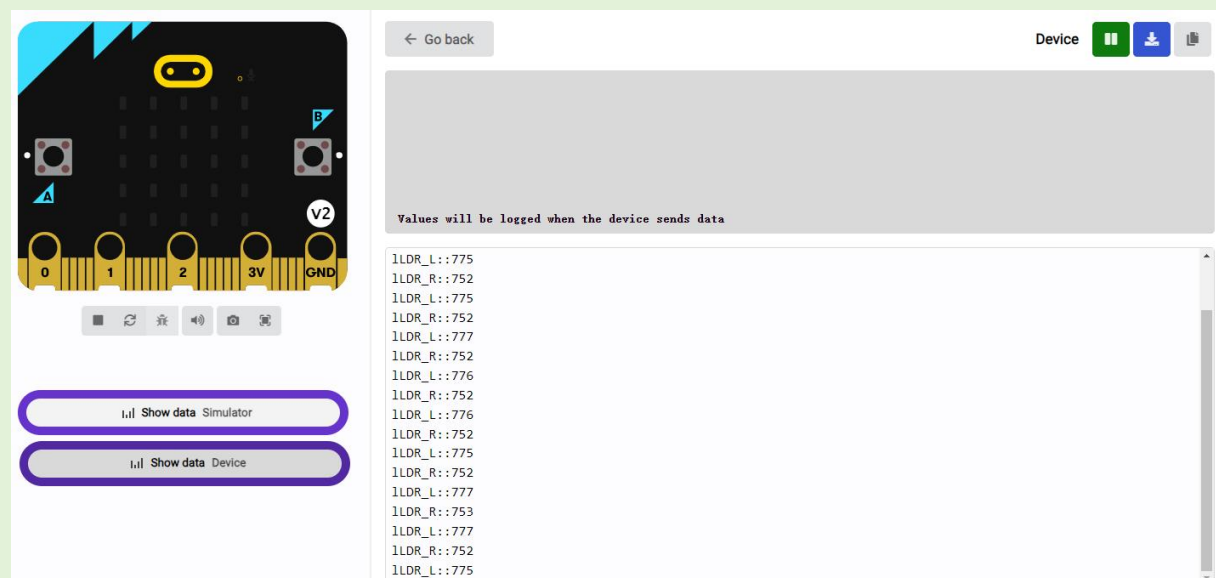 B
A
V2
0 1 2 3V GND
Show data Simulator
Show data Device
Go back
Device
Values will be logged when the device sends data
lLDR_L::775
lLDR_R::752
lLDR_L::775
lLDR_R::752
lLDR_L::777
lLDR_R::752
lLDR_L::776
lLDR_R::752
lLDR_L::776
lLDR_R::752
lLDR_L::775
lLDR_R::752
lLDR_L::777
lLDR_R::753
lLDR_L::777
lLDR_R::752
lLDR_L::775